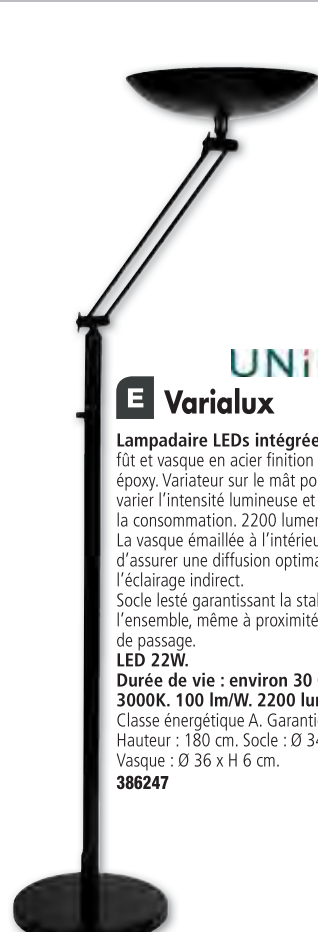 UNi
E Varialux
Lampadaire LEDs intégrée
fût et vasque en acier finition
époxy. Variateur sur le mât po
varier l'intensité lumineuse et
la consommation. 2200 lumen
La vasque émaillée à l'intérieu
d'assurer une diffusion optima
l'éclairage indirect.
Socle lesté garantissant la stal
l'ensemble, même à proximité
de passage.
LED 22W.
Durée de vie : environ 30
3000K. 100 lm/W. 2200 lu
Classe énergétique A. Garanti
Hauteur : 180 cm. Socle : Ø 34
Vasque : Ø 36 x H 6 cm.
386247